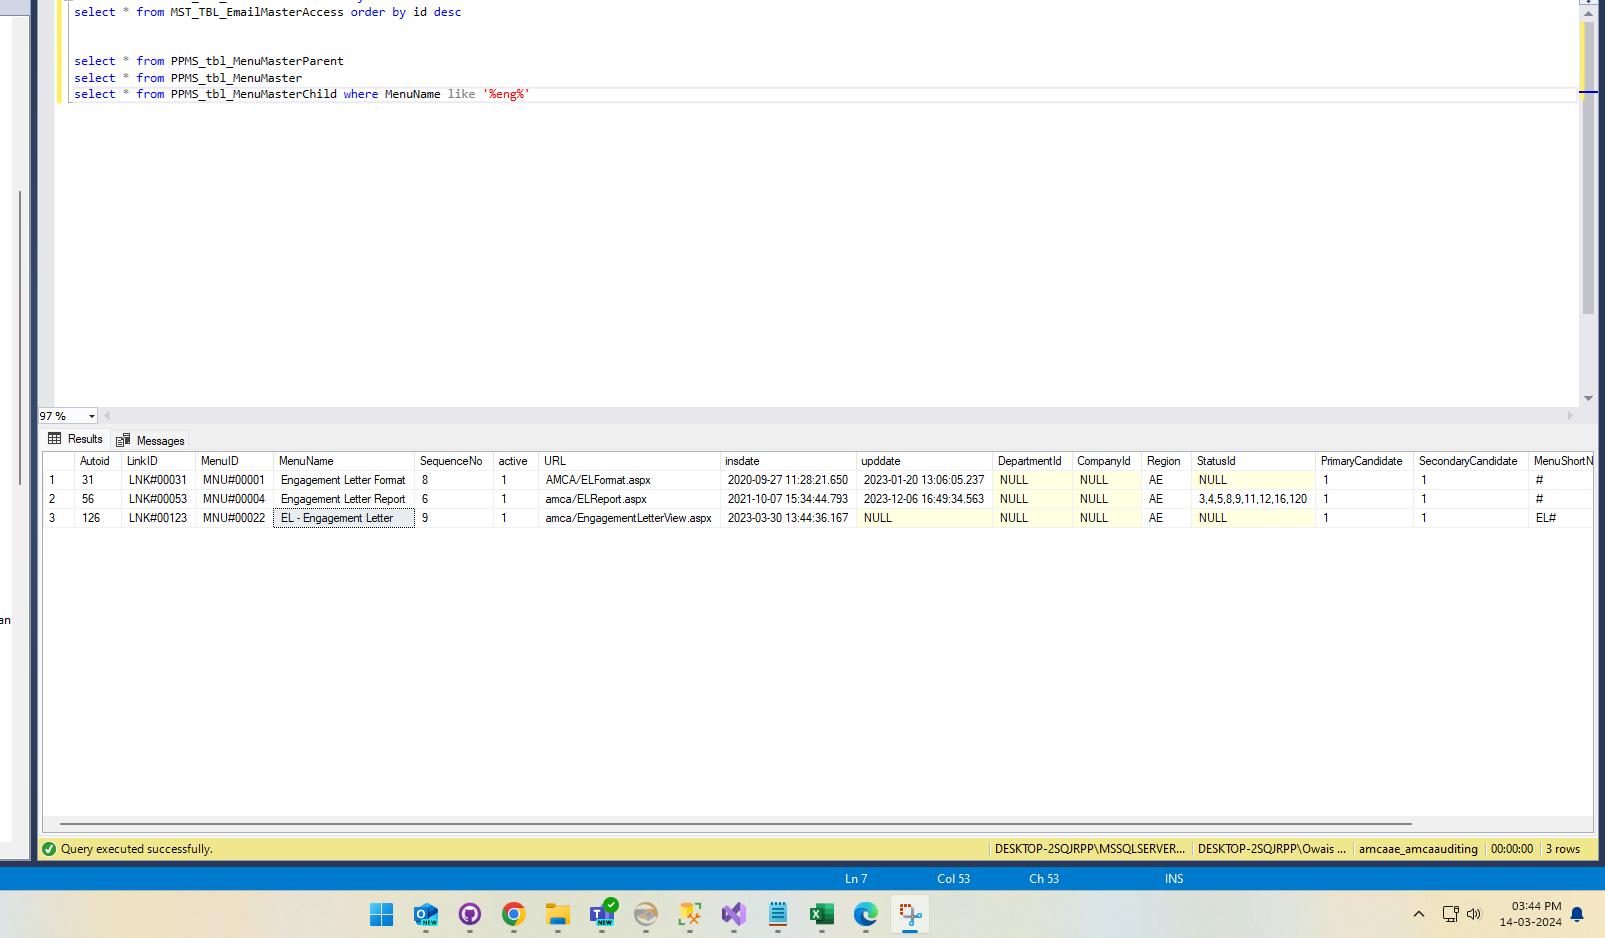 select * from MST_TBL_EmailMasterAccess order by id desc
select * from PPMS_tbl_MenuMasterParent
select * from PPMS_tbl_MenuMaster
select * from PPMS_tbl_MenuMasterChild where MenuName like '%eng%'
97 %
Results Messages
Autoid LinkID MenuID MenuName SequenceNo active URL insdate upddate DepartmentId CompanyId Region StatusId PrimaryCandidate SecondaryCandidate MenuShortN
1 31 LNK#00031 MNU#00001 Engagement Letter Format 8 1 AMCA/ELFormat.aspx 2020-09-27 11:28:21.650 2023-01-20 13:06:05.237 NULL NULL AE NULL 1 1 #
2 56 LNK#00053 MNU#00004 Engagement Letter Report 6 1 amca/ELReport.aspx 2021-10-07 15:34:44.793 2023-12-06 16:49:34.563 NULL NULL AE 3,4,5,8,9,11,12,16,120 1 1 #
3 126 LNK#00123 MNU#00022 EL - Engagement Letter 9 1 amca/EngagementLetterView.aspx 2023-03-30 13:44:36.167 NULL NULL NULL AE NULL 1 1 EL#
an
Query executed successfully. DESKTOP-2SQJRPP\MSSQLSERVER... DESKTOP-2SQJRPP\Owais ... amcaae_amcaauditing 00:00:00 3 rows
Ln 7 Col 53 Ch 53 INS
03:44 PM
14-03-2024